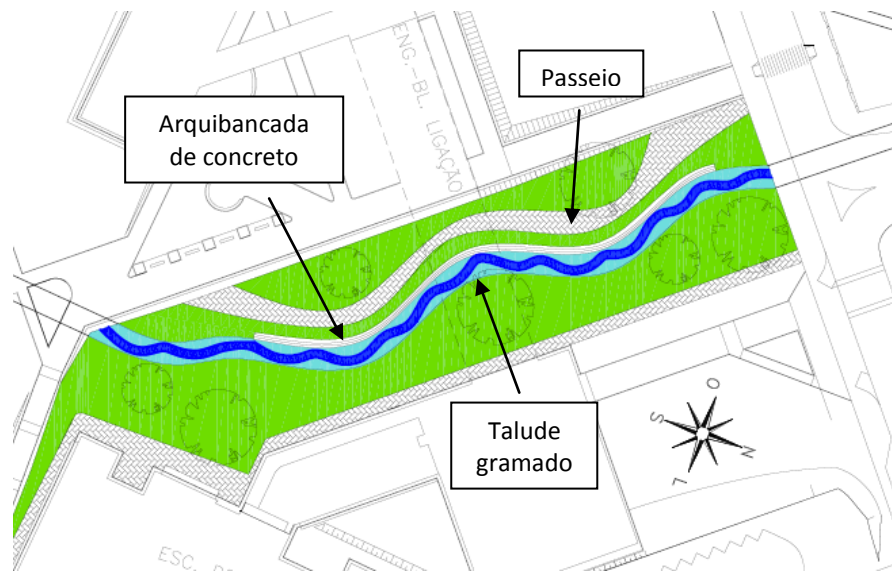 Passeio
Arquibancada
de concreto
ENG.-BL. LIGAÇÃO
Talude
gramado
O
S
N
L
ESC.